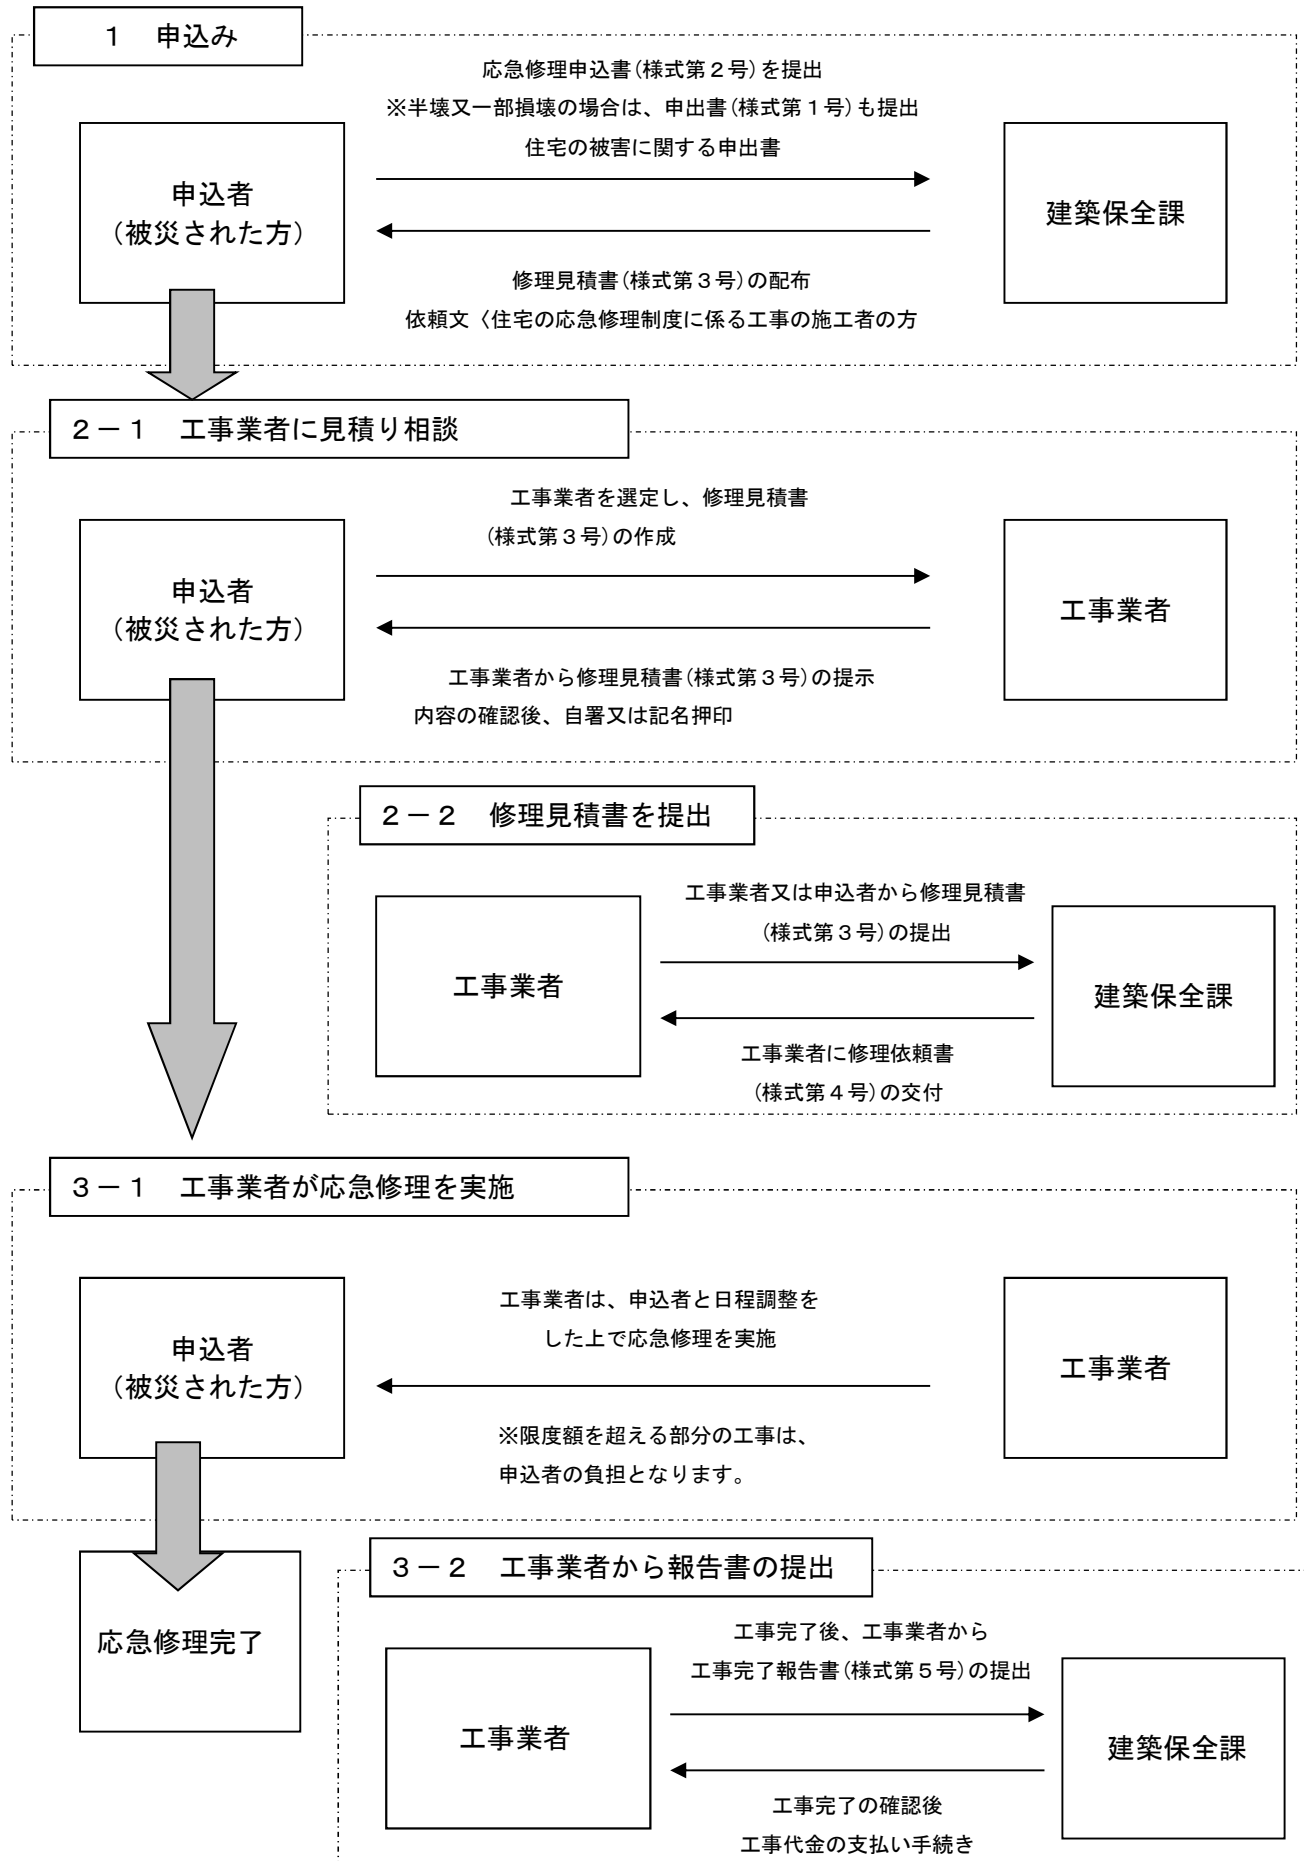 １　申込み
応急修理申込書(様式第２号)を提出
※半壊又一部損壊の場合は、申出書(様式第１号)も提出
住宅の被害に関する申出書
申込者
（被災された方）
建築保全課
修理見積書(様式第３号)の配布
依頼文〈住宅の応急修理制度に係る工事の施工者の方
２－１　工事業者に見積り相談
工事業者を選定し、修理見積書
(様式第３号)の作成
申込者
（被災された方）
工事業者
工事業者から修理見積書(様式第３号)の提示
内容の確認後、自署又は記名押印
２－２　修理見積書を提出
工事業者又は申込者から修理見積書
(様式第３号)の提出
工事業者
建築保全課
工事業者に修理依頼書
(様式第４号)の交付
３－１　工事業者が応急修理を実施
工事業者は、申込者と日程調整を
した上で応急修理を実施
申込者
（被災された方）
工事業者
※限度額を超える部分の工事は、
申込者の負担となります。
３－２　工事業者から報告書の提出
応急修理完了
工事完了後、工事業者から
工事完了報告書(様式第５号)の提出
工事業者
建築保全課
工事完了の確認後
工事代金の支払い手続き